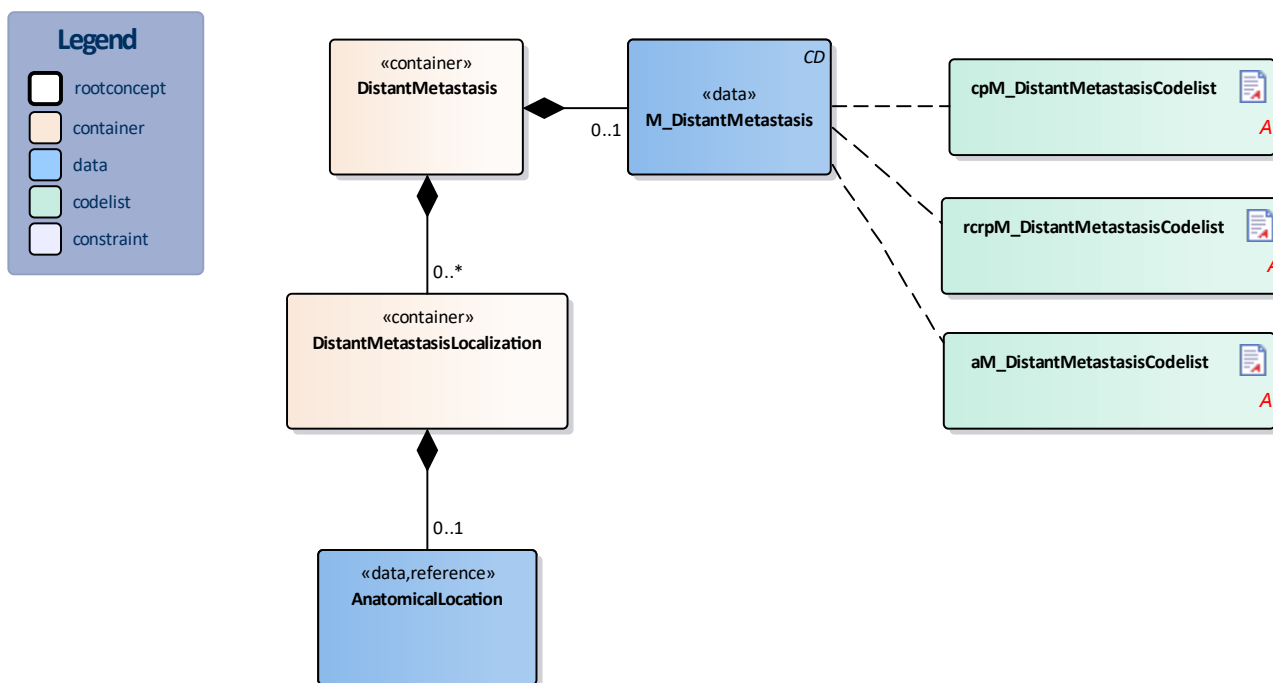 Legend
rootconcept
container
data
codelist
constraint
«container»
DistantMetastasis
0..1
CD
«data»
M_DistantMetastasis
cpM_DistantMetastasisCodelist
A
rcrpM_DistantMetastasisCodelist
A
aM_DistantMetastasisCodelist
A
0..*
«container»
DistantMetastasisLocalization
0..1
«data,reference»
AnatomicalLocation